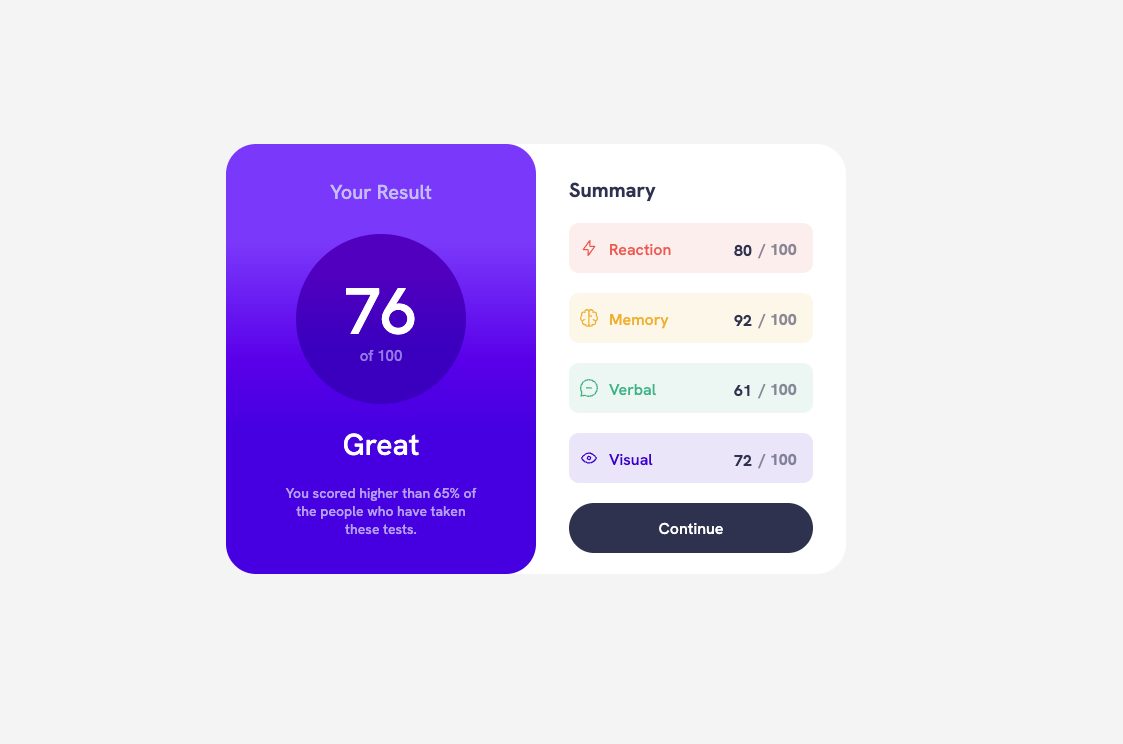 Your Result
76
of 100
Great
You scored higher than 65% of
the people who have taken
these tests.
Summary
Reaction 80 / 100
Memory 92 / 100
Verbal 61 / 100
Visual 72 / 100
Continue